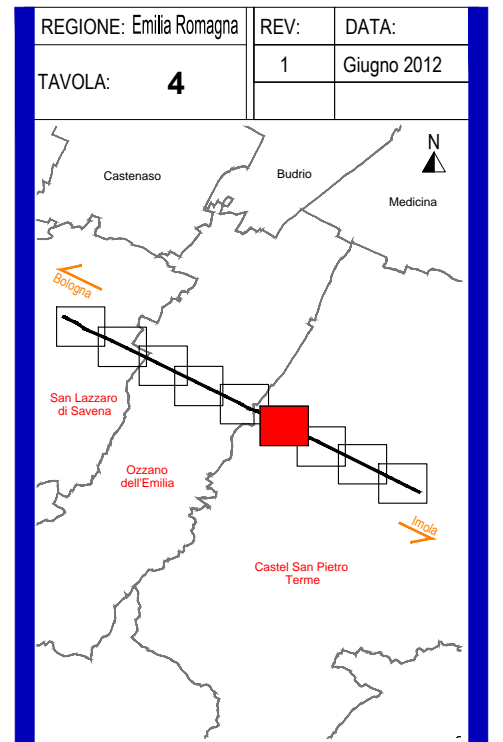 REGIONE: Emilia Romagna
REV:
DATA:
TAVOLA: 4
1
Giugno 2012
N
Castenaso
Budrio
Medicina
Bologna
San Lazzaro
di Savena
Ozzano
dell'Emilia
Imola
Castel San Pietro
Terme